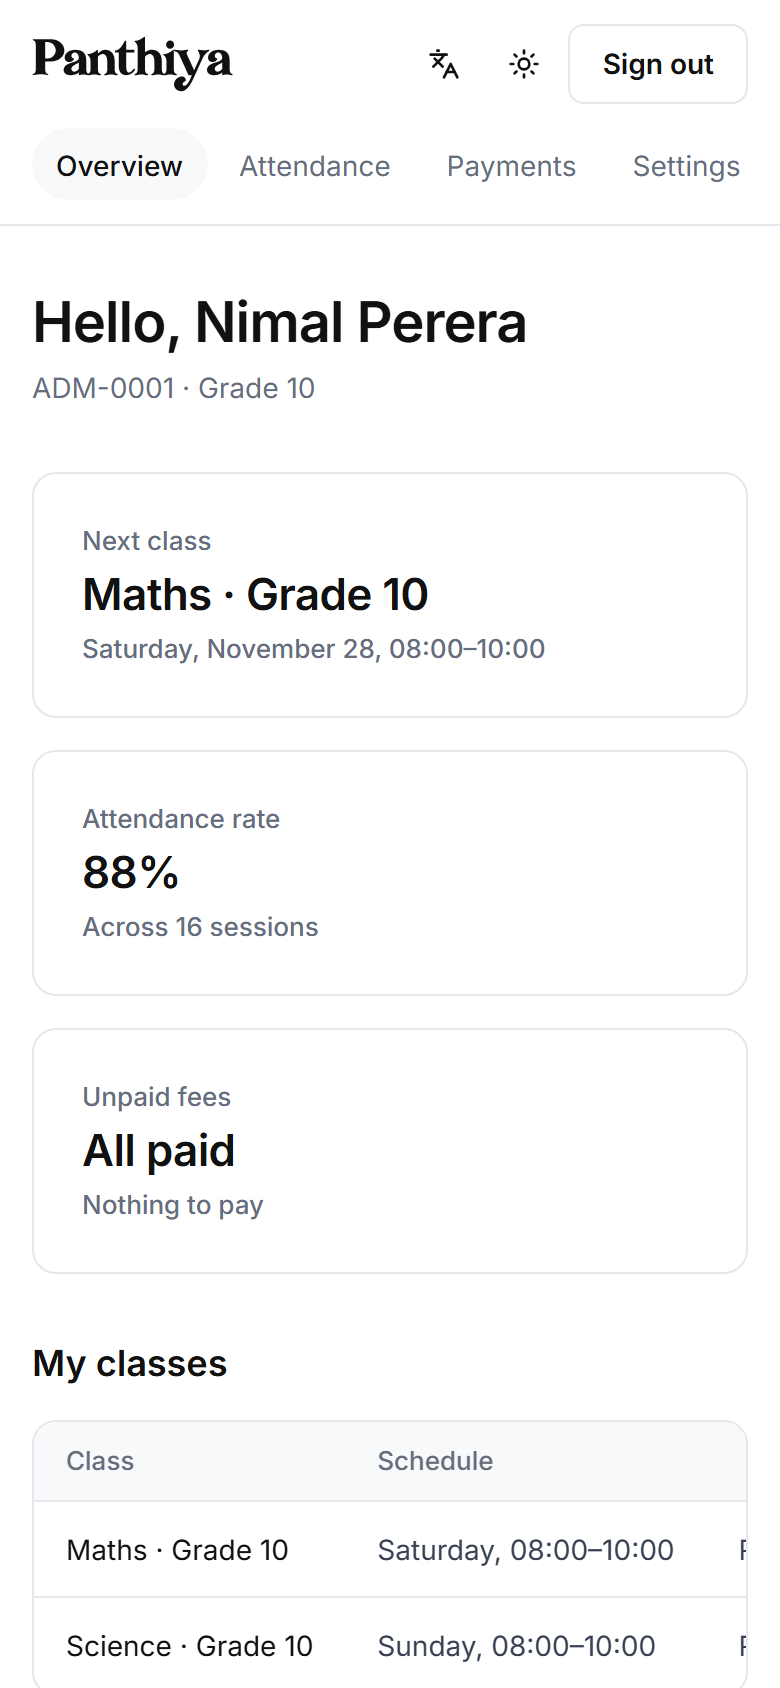 Panthiya
Sign out
Overview Attendance Payments Settings
Hello, Nimal Perera
ADM-0001 · Grade 10
Next class
Maths · Grade 10
Saturday, November 28, 08:00–10:00
Attendance rate
88%
Across 16 sessions
Unpaid fees
All paid
Nothing to pay
My classes
Class Schedule
Maths · Grade 10 Saturday, 08:00–10:00
Science · Grade 10 Sunday, 08:00–10:00